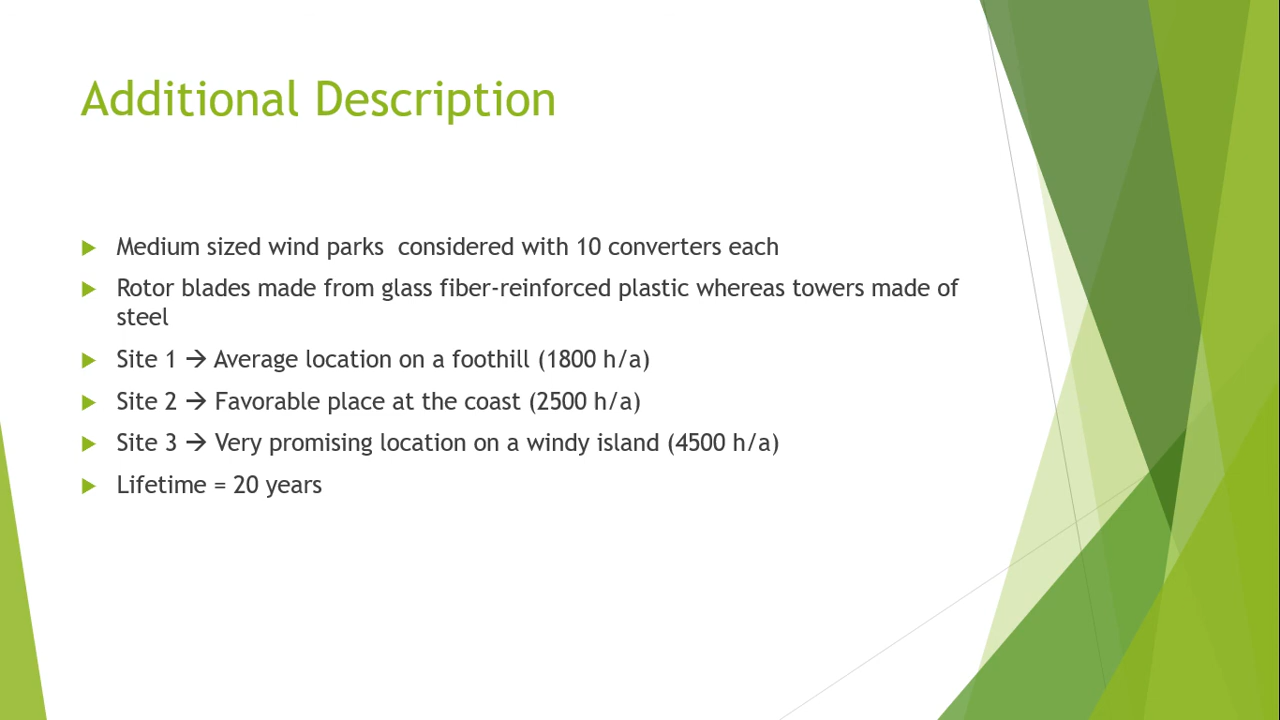 Additional Description
Medium sized wind parks  considered with 10 converters each
Rotor blades made from glass fiber-reinforced plastic whereas towers made of
steel
Site 1 → Average location on a foothill (1800 h/a)
Site 2 → Favorable place at the coast (2500 h/a)
Site 3 → Very promising location on a windy island (4500 h/a)
Lifetime = 20 years